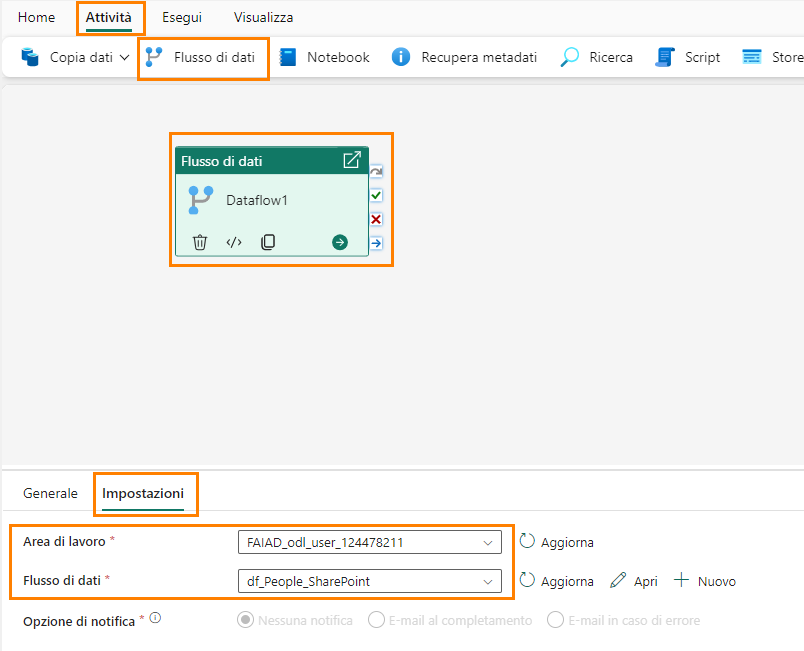 Home Attività Esegui Visualizza
Copia dati Flusso di dati Notebook Recupera metadati Ricerca Script Store
Flusso di dati
Dataflow1
Generale Impostazioni
Area di lavoro * FAIAD_odl_user_124478211 Aggiorna
Flusso di dati * df_People_SharePoint Aggiorna Apri Nuovo
Opzione di notifica * Nessuna notifica E-mail al completamento E-mail in caso di errore